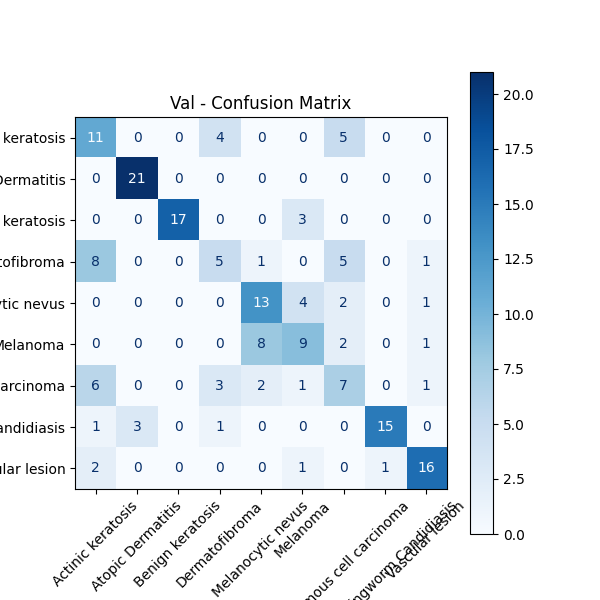 Val - Confusion Matrix
keratosis 11 0 0 4 0 0 5 0 0
Dermatitis 0 21 0 0 0 0 0 0 0
keratosis 0 0 17 0 0 3 0 0 0
tofibroma 8 0 0 5 1 0 5 0 1
ytic nevus 0 0 0 0 13 4 2 0 1
Melanoma 0 0 0 0 8 9 2 0 1
arcinoma 6 0 0 3 2 1 7 0 1
andidiasis 1 3 0 1 0 0 0 15 0
ular lesion 2 0 0 0 0 1 0 1 16
Actinic keratosis
Atopic Dermatitis
Benign keratosis
Dermatofibroma
Melanocytic nevus
Melanoma
mous cell carcinoma
ngworm Candidiasis
Vascular lesion
20.0
17.5
15.0
12.5
10.0
7.5
5.0
2.5
0.0